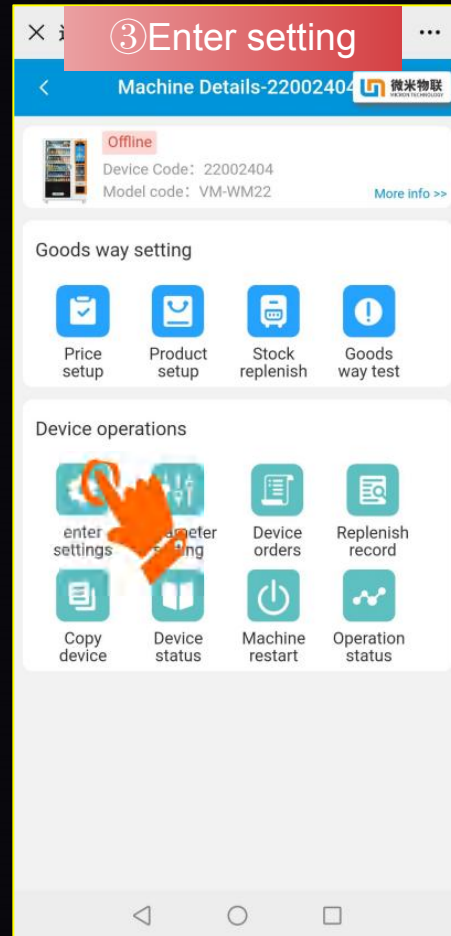 ③Enter setting
Machine Details-22002404
微米物联
Offline
Device Code: 22002404
Model code: VM-WM22
More info >>
Goods way setting
Price setup
Product setup
Stock replenish
Goods way test
Device operations
enter settings
Device orders
Replenish record
Copy device
Device status
Machine restart
Operation status